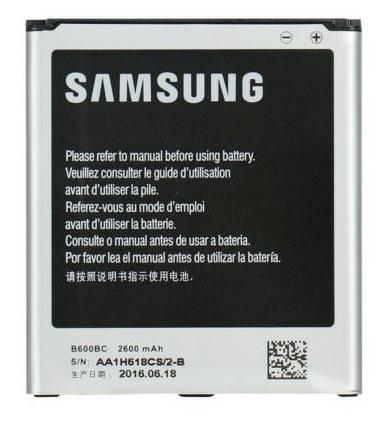 SAMSUNG
Please refer to manual before using battery.
Veuillez consulter le guide d'utilisation
avant d'utiliser la pile.
Referez-vous au mode d'emploi
avant d'utiliser la batterie.
Consulte o manual antes de usar a bateria.
Por favor lea el manual antes de utilizar la batería.
请按照说明书指示使用电池.
B600BC 2600 mAh
S/N: AA1H618CS/2-B
生产日期: 2016.06.18